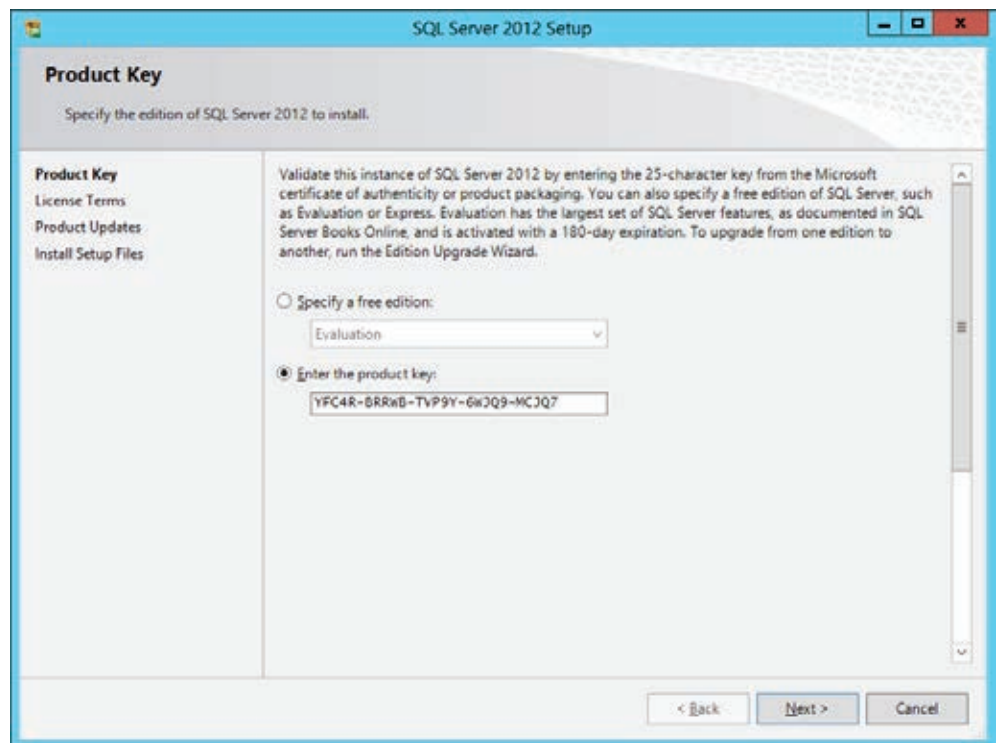 SQL Server 2012 Setup
Product Key
Specify the edition of SQL Server 2012 to install.
Product Key
License Terms
Product Updates
Install Setup Files
Validate this instance of SQL Server 2012 by entering the 25-character key from the Microsoft
certificate of authenticity or product packaging. You can also specify a free edition of SQL Server, such
as Evaluation or Express. Evaluation has the largest set of SQL Server features, as documented in SQL
Server Books Online, and is activated with a 180-day expiration. To upgrade from one edition to
another, run the Edition Upgrade Wizard.
Specify a free edition:
Evaluation
Enter the product key:
YFC4R-BRRWB-TVP9Y-6WJQ9-MCJQ7
< Back
Next >
Cancel